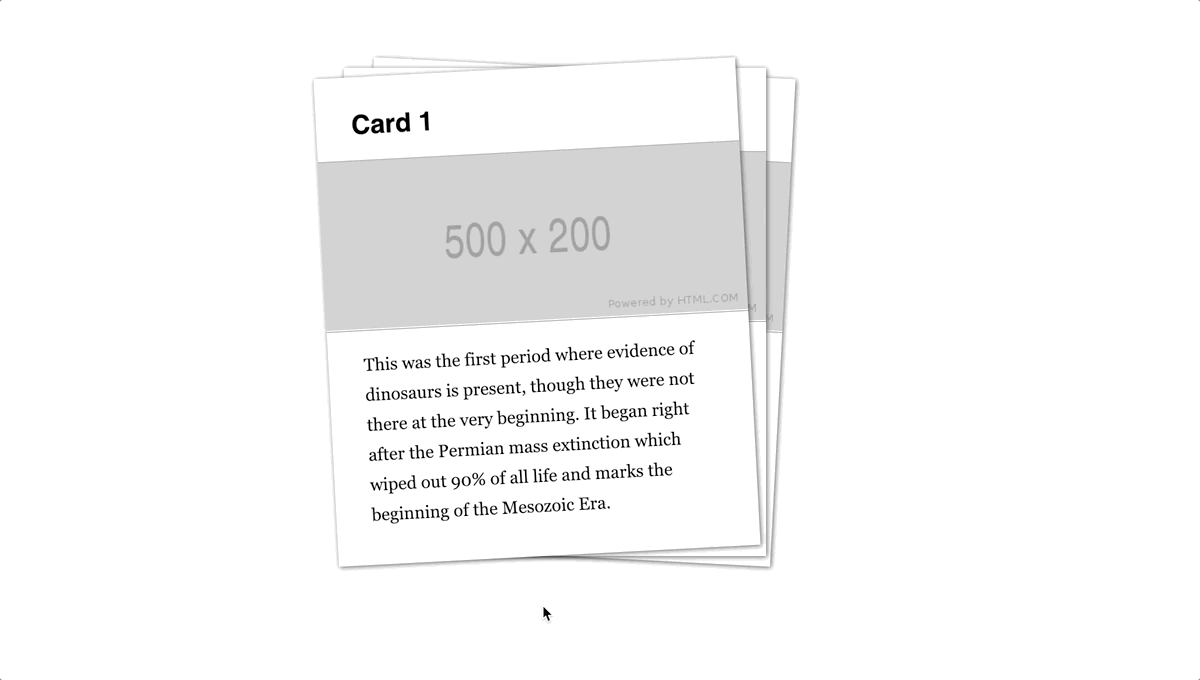 Card 1
500 x 200
Powered by HTML.COM
M
M
This was the first period where evidence of
dinosaurs is present, though they were not
there at the very beginning. It began right
after the Permian mass extinction which
wiped out 90% of all life and marks the
beginning of the Mesozoic Era.